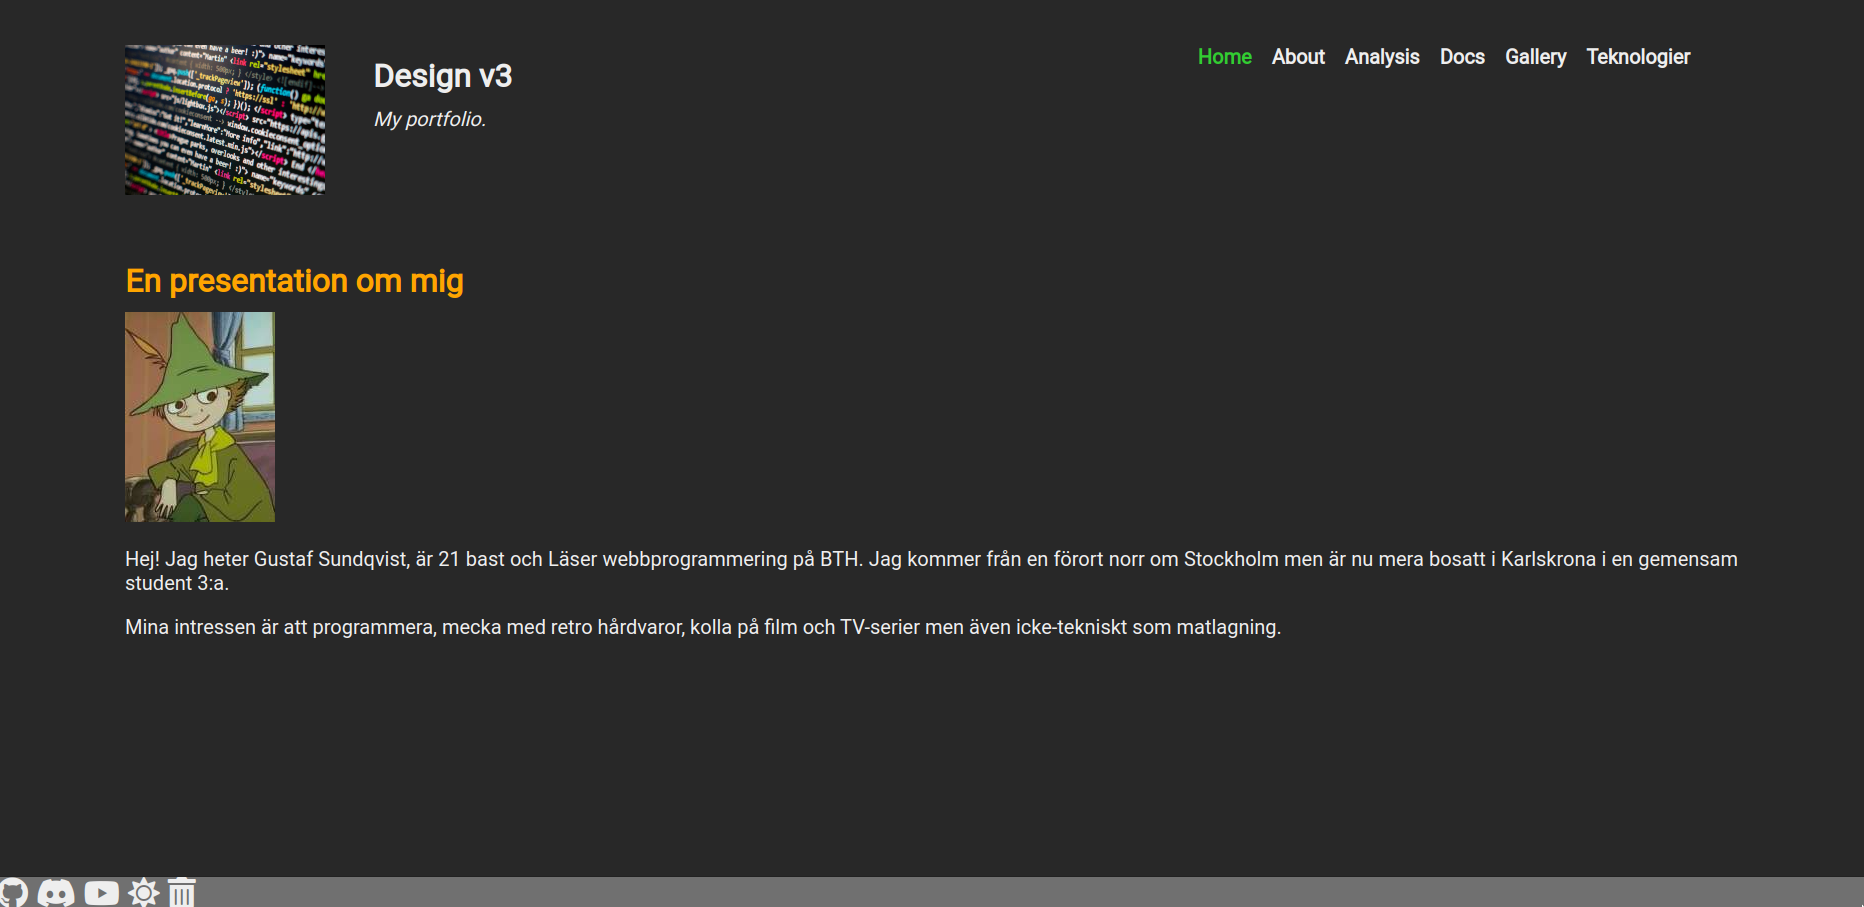 Design v3
My portfolio.
Home About Analysis Docs Gallery Teknologier
En presentation om mig
Hej! Jag heter Gustaf Sundqvist, är 21 bast och Läser webbprogrammering på BTH. Jag kommer från en förort norr om Stockholm men är nu mera bosatt i Karlskrona i en gemensam
student 3:a.
Mina intressen är att programmera, mecka med retro hårdvaror, kolla på film och TV-serier men även icke-tekniskt som matlagning.